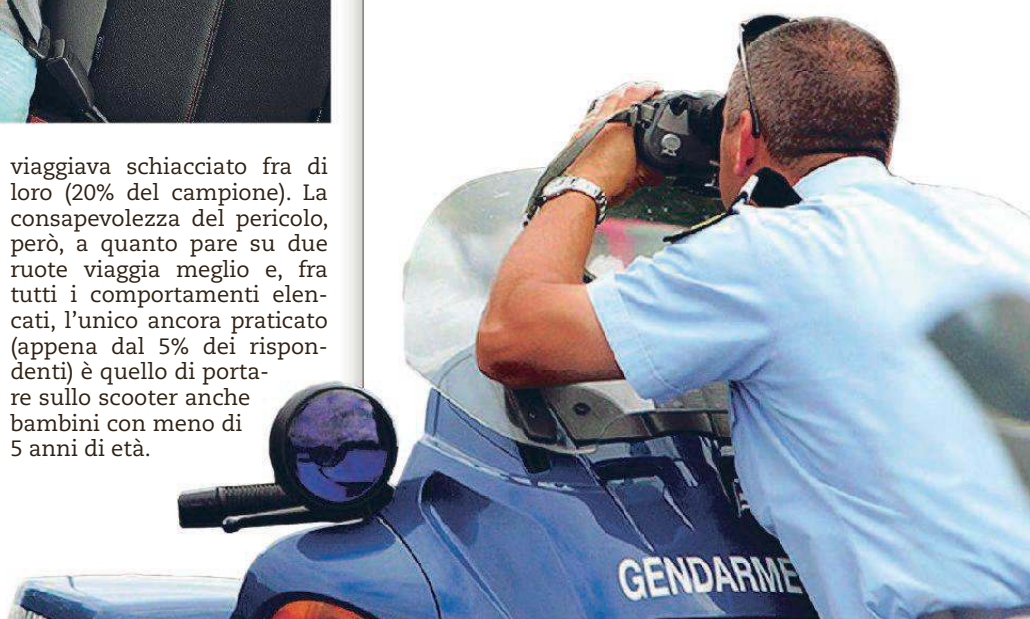 viaggiava schiacciato fra di
loro (20% del campione). La
consapevolezza del pericolo,
però, a quanto pare su due
ruote viaggia meglio e, fra
tutti i comportamenti elen-
cati, l’unico ancora praticato
(appena dal 5% dei rispon-
denti) è quello di porta-
re sullo scooter anche
bambini con meno di
5 anni di età.
GENDARME